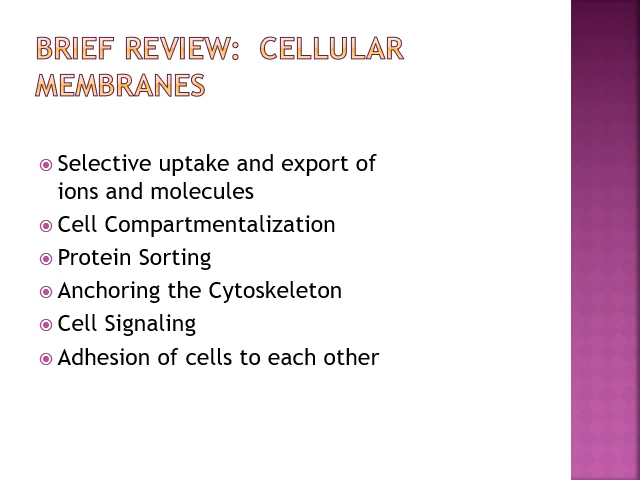 BRIEF REVIEW:  CELLULAR
MEMBRANES
Selective uptake and export of
ions and molecules
Cell Compartmentalization
Protein Sorting
Anchoring the Cytoskeleton
Cell Signaling
Adhesion of cells to each other